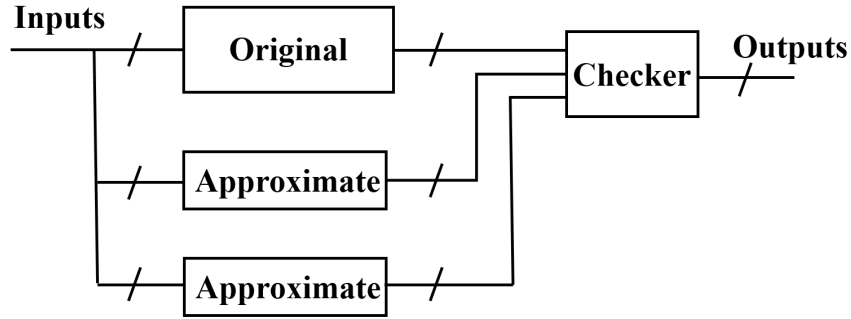 Inputs
Original
Checker
Outputs
Approximate
Approximate